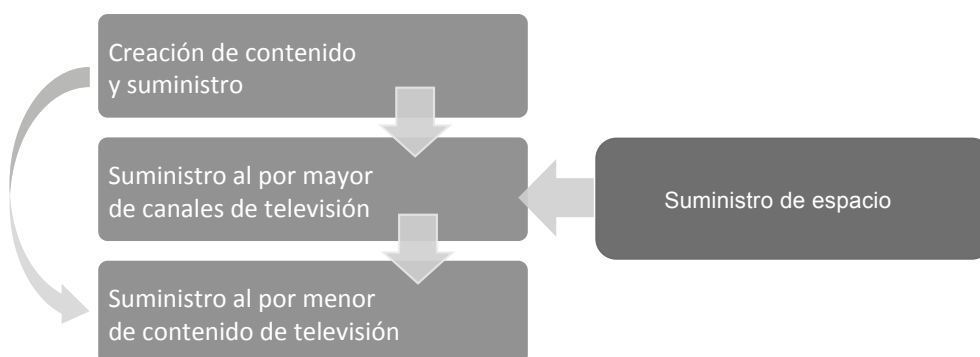 Creación de contenido
y suministro
Suministro al por mayor
de canales de televisión
Suministro de espacio
Suministro al por menor
de contenido de televisión